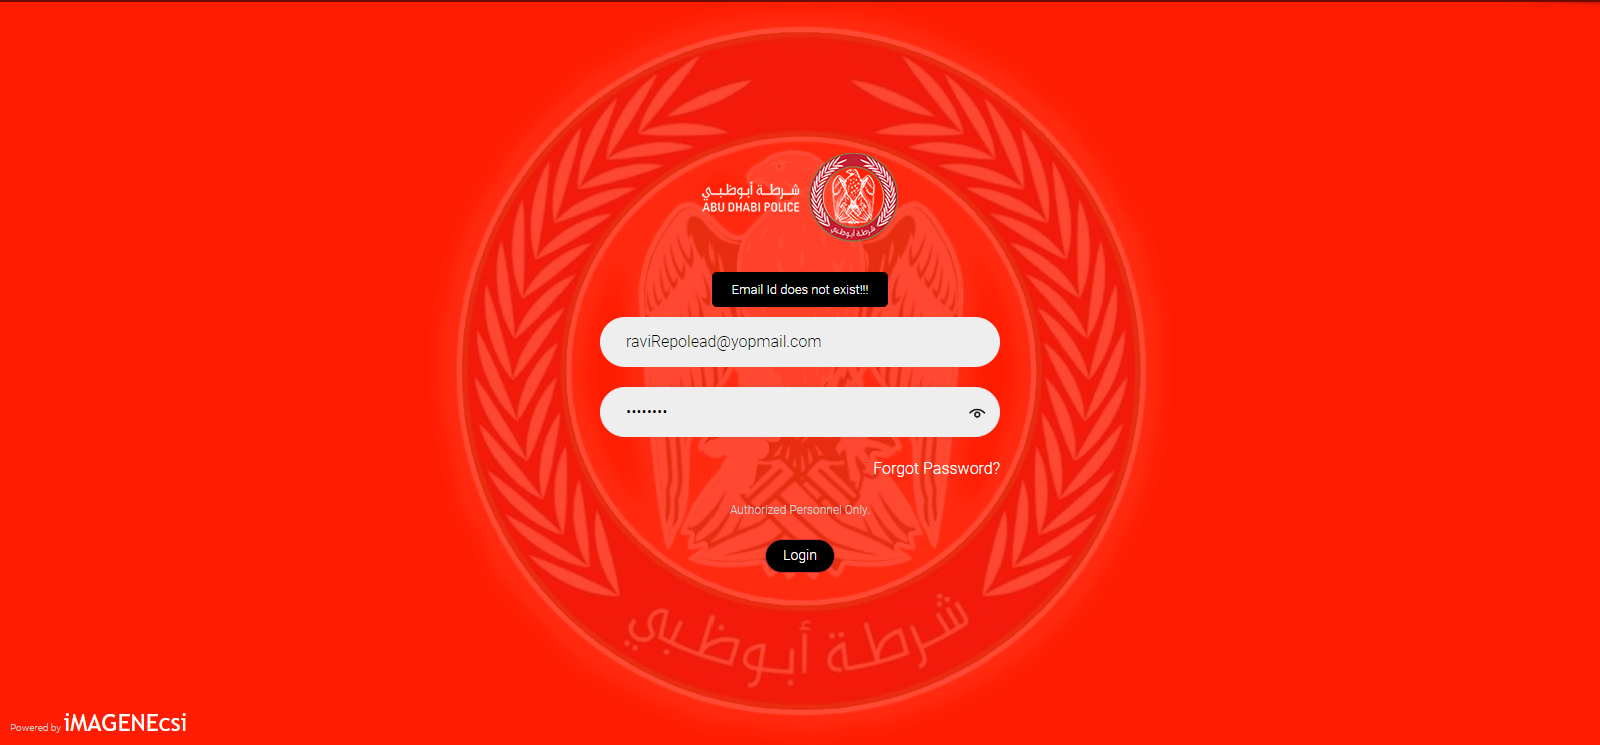 شرطة أبوظبي
ABU DHABI POLICE
شرطة أبوظبي
Email Id does not exist!!!
raviRepolead@yopmail.com
••••••••
Forgot Password?
Authorized Personnel Only.
Login
شرطة أبوظبي
Powered by iMAGENEcsi